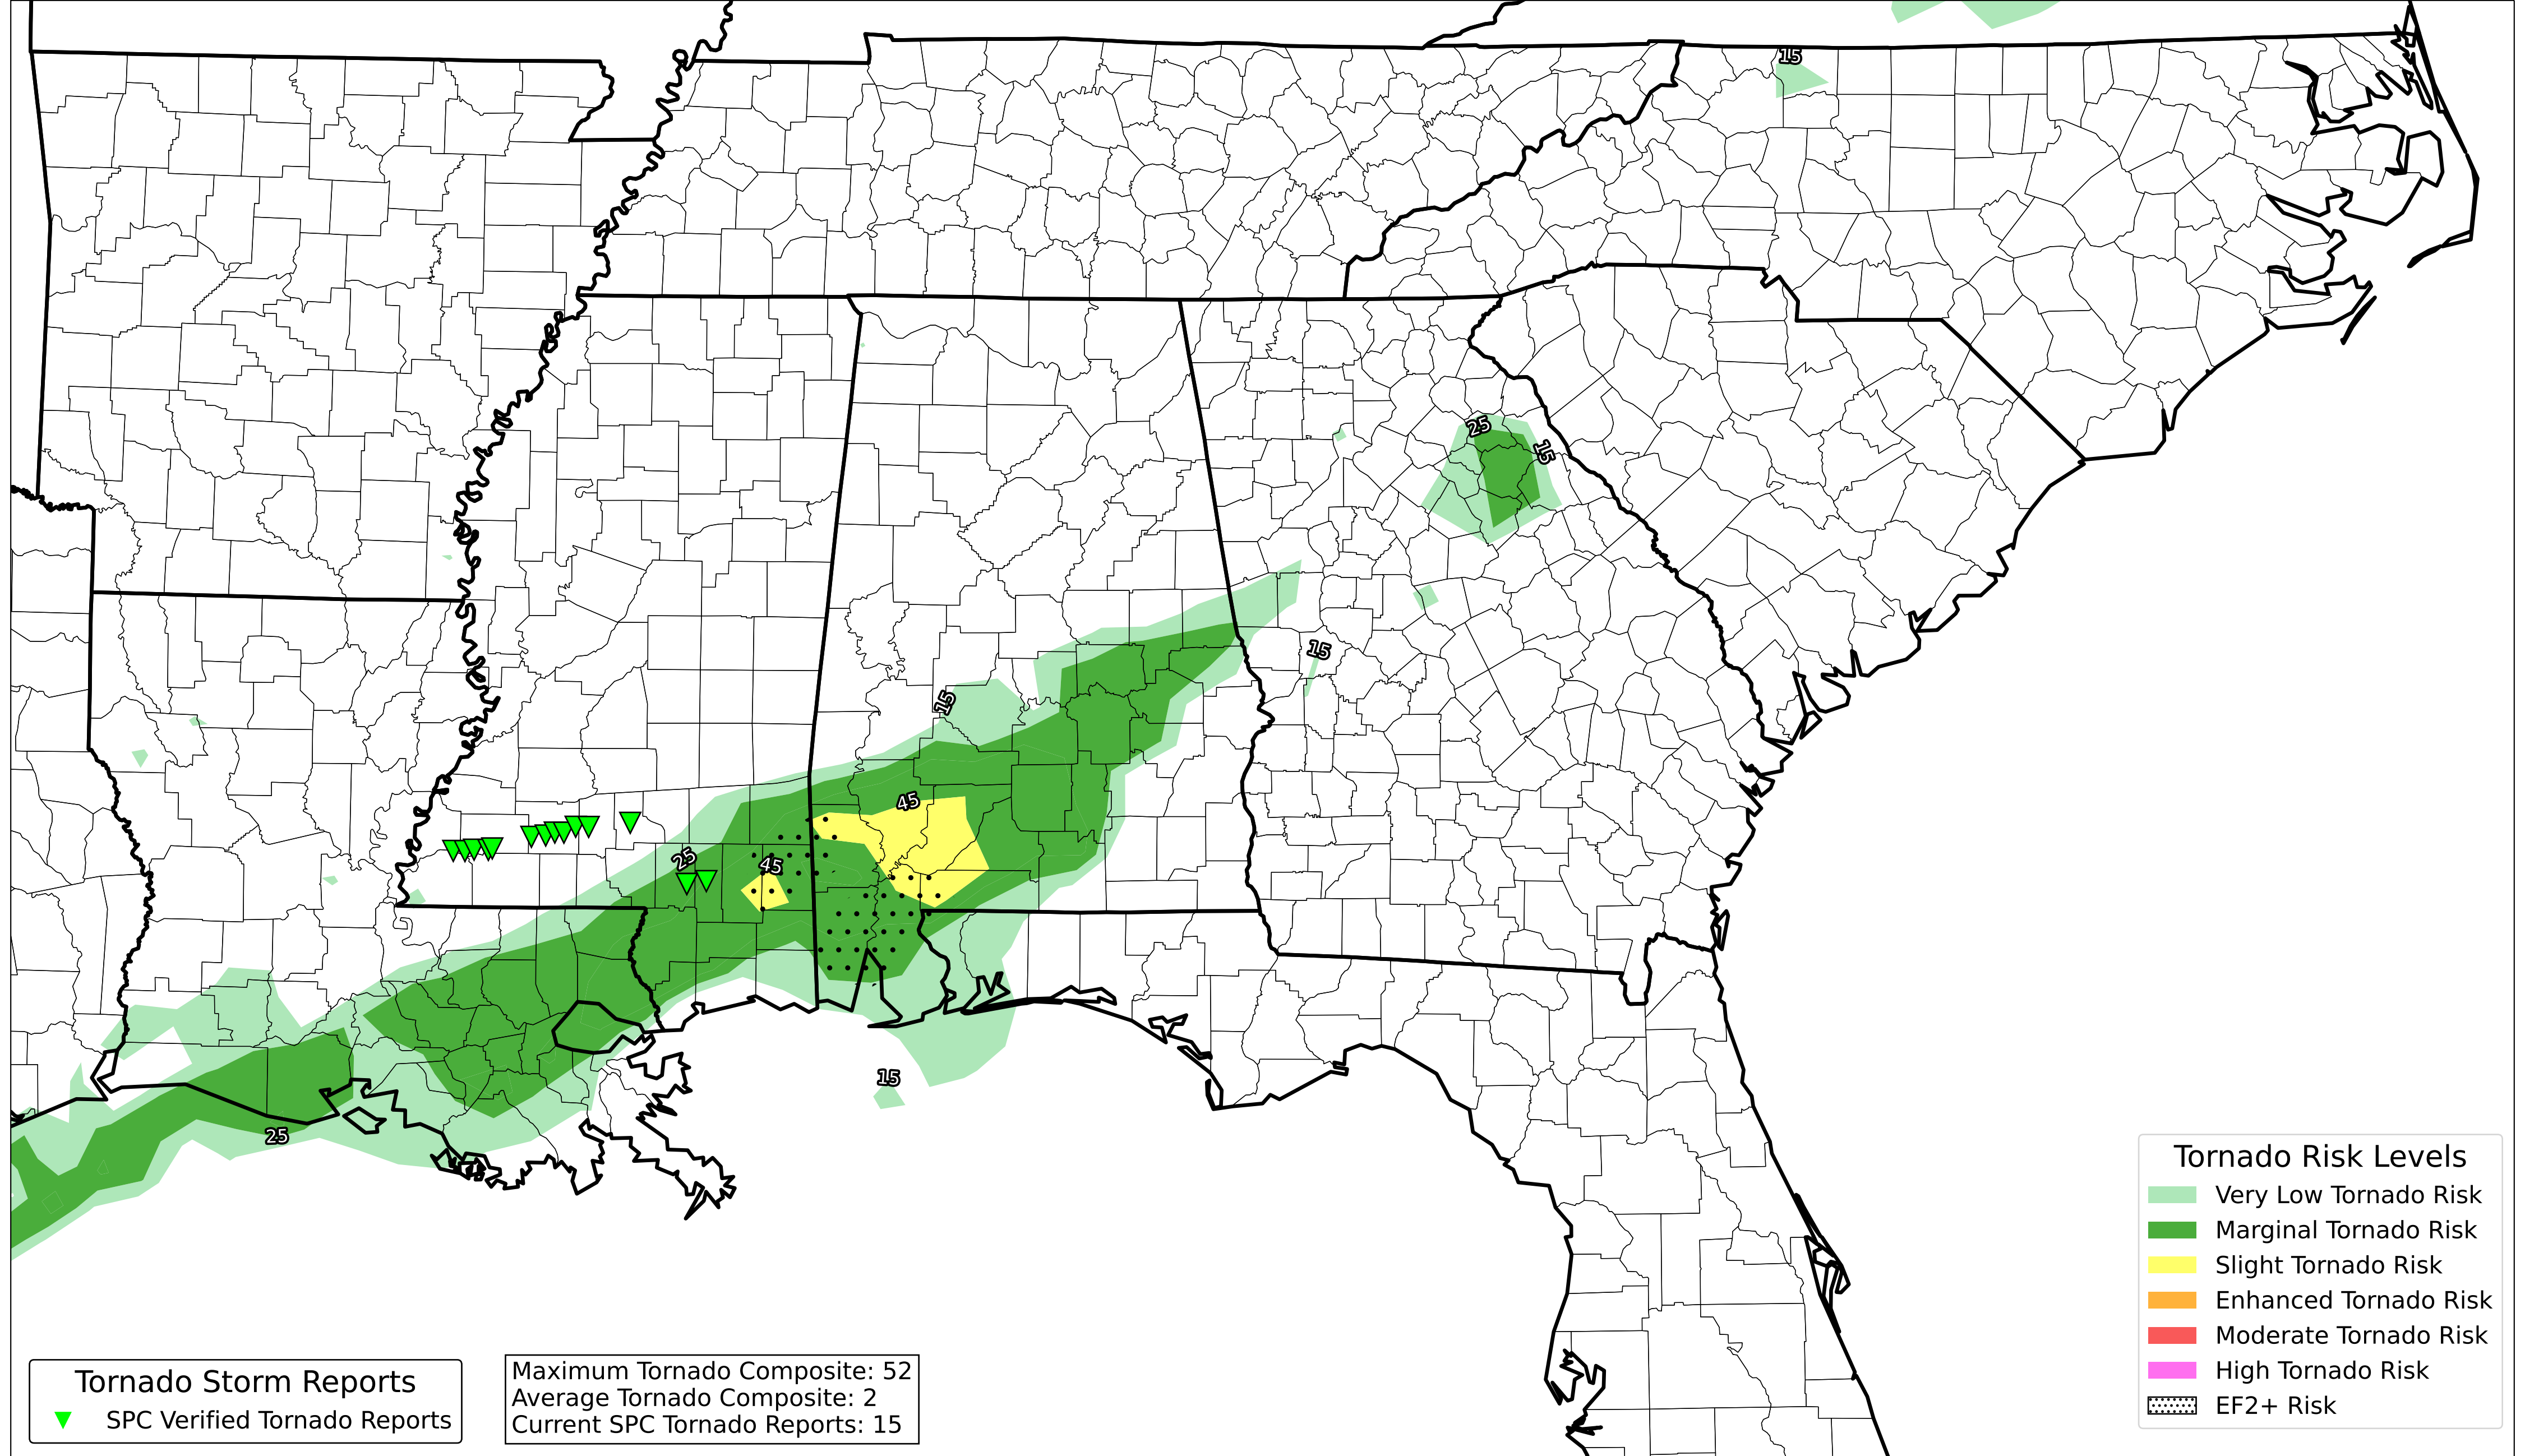 15
25
15
15
15
45
25
45
15
25
Tornado Risk Levels
Very Low Tornado Risk
Marginal Tornado Risk
Slight Tornado Risk
Enhanced Tornado Risk
Moderate Tornado Risk
High Tornado Risk
EF2+ Risk
Tornado Storm Reports
SPC Verified Tornado Reports
Maximum Tornado Composite: 52
Average Tornado Composite: 2
Current SPC Tornado Reports: 15